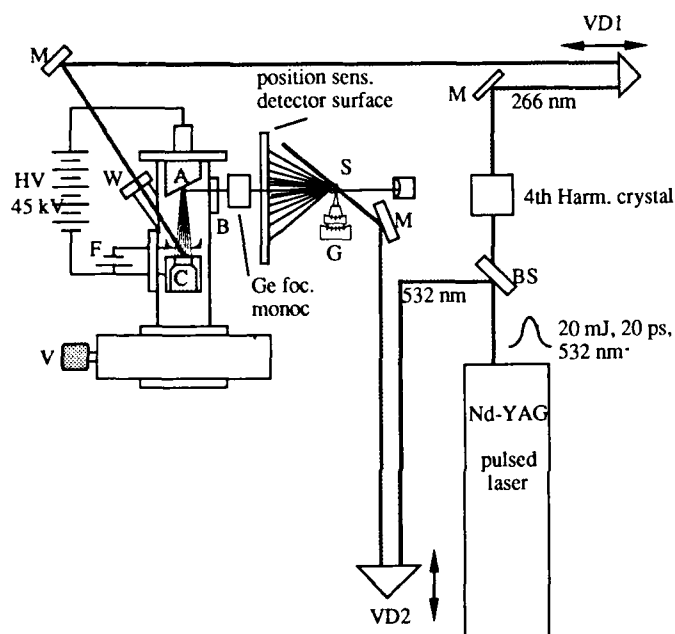 VD1
M
position sens.
detector surface
M
266 nm
HV
45 kV
W
A
S
4th Harm. crystal
B
M
F
G
C
Ge foc.
monoc
BS
532 nm
20 mJ, 20 ps,
532 nm
V
Nd-YAG
pulsed
laser
VD2